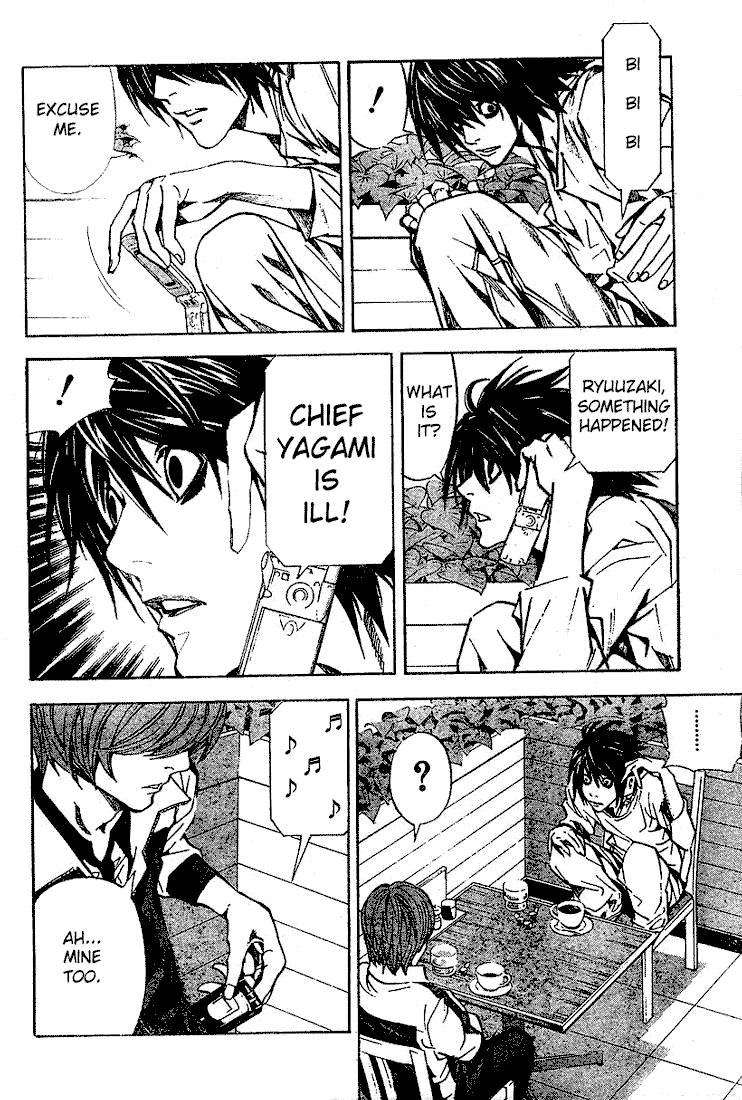 BI
BI
BI
!
EXCUSE
ME.
RYUUZAKI,
SOMETHING
HAPPENED!
WHAT
IS
IT?
CHIEF
YAGAMI
IS
ILL!
!
........
?
AH...
MINE
TOO.